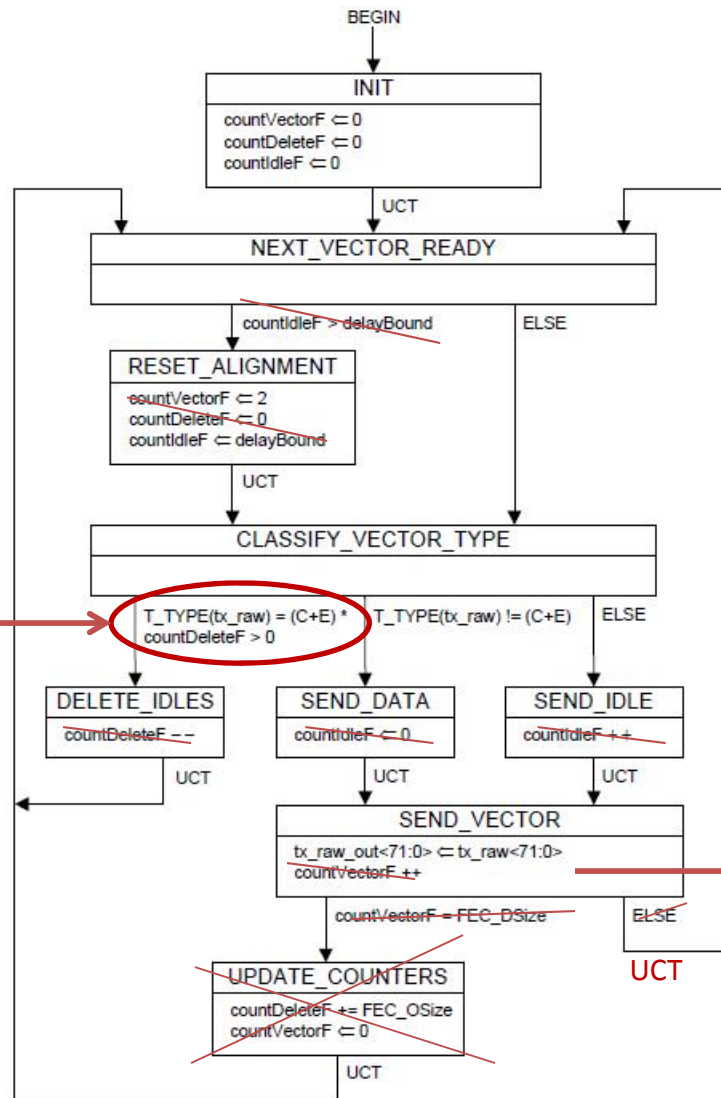 BEGIN
INIT
countVectorF ⇐ 0
countDeleteF ⇐ 0
countIdleF ⇐ 0
UCT
NEXT_VECTOR_READY
countIdleF > delayBound
ELSE
RESET_ALIGNMENT
countVectorF ⇐ 2
countDeleteF ⇐ 0
countIdleF ⇐ delayBound
UCT
CLASSIFY_VECTOR_TYPE
T_TYPE(tx_raw) = (C+E) *
countDeleteF > 0
T_TYPE(tx_raw) != (C+E)
ELSE
DELETE_IDLES
countDeleteF – –
UCT
SEND_DATA
countIdleF ⇐ 0
UCT
SEND_IDLE
countIdleF + +
UCT
SEND_VECTOR
tx_raw_out<71:0> ⇐ tx_raw<71:0>
countVectorF ++
countVectorF = FEC_DSize
ELSE
UCT
UPDATE_COUNTERS
countDeleteF += FEC_OSize
countVectorF ⇐ 0
UCT